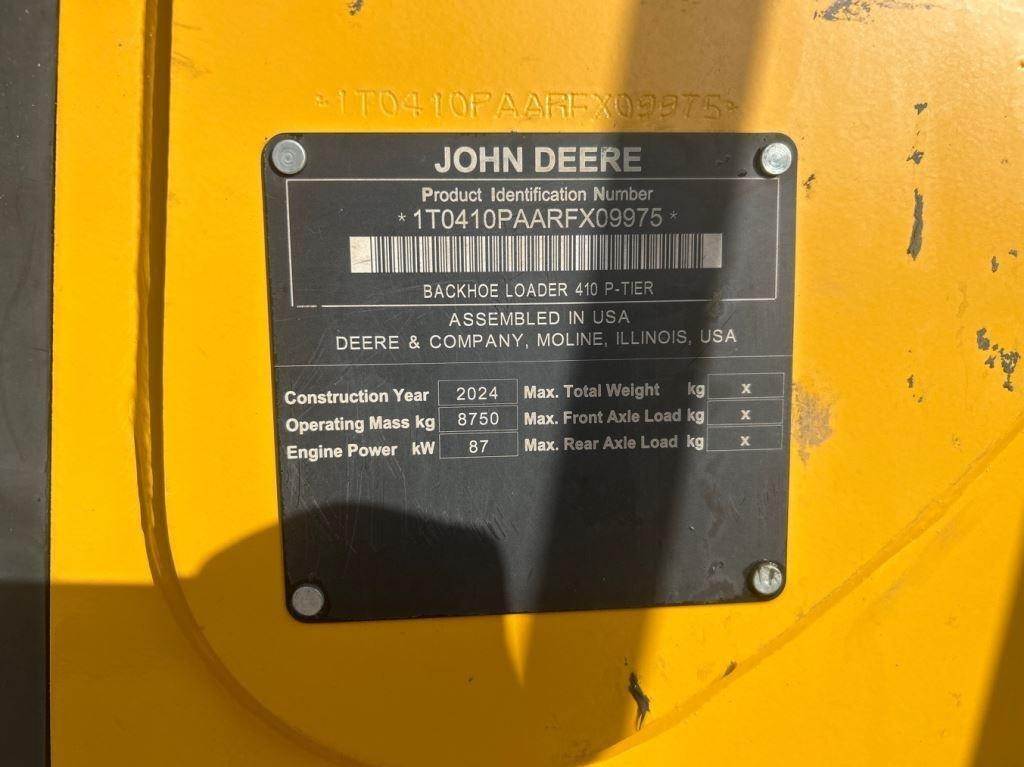 *1T0410PAARFX09975*
JOHN DEERE
Product Identification Number
*1T0410PAARFX09975*
BACKHOE LOADER 410 P-TIER
ASSEMBLED IN USA
DEERE & COMPANY, MOLINE, ILLINOIS, USA
Construction Year 2024 Max. Total Weight kg x
Operating Mass kg 8750 Max. Front Axle Load kg x
Engine Power kW 87 Max. Rear Axle Load kg x